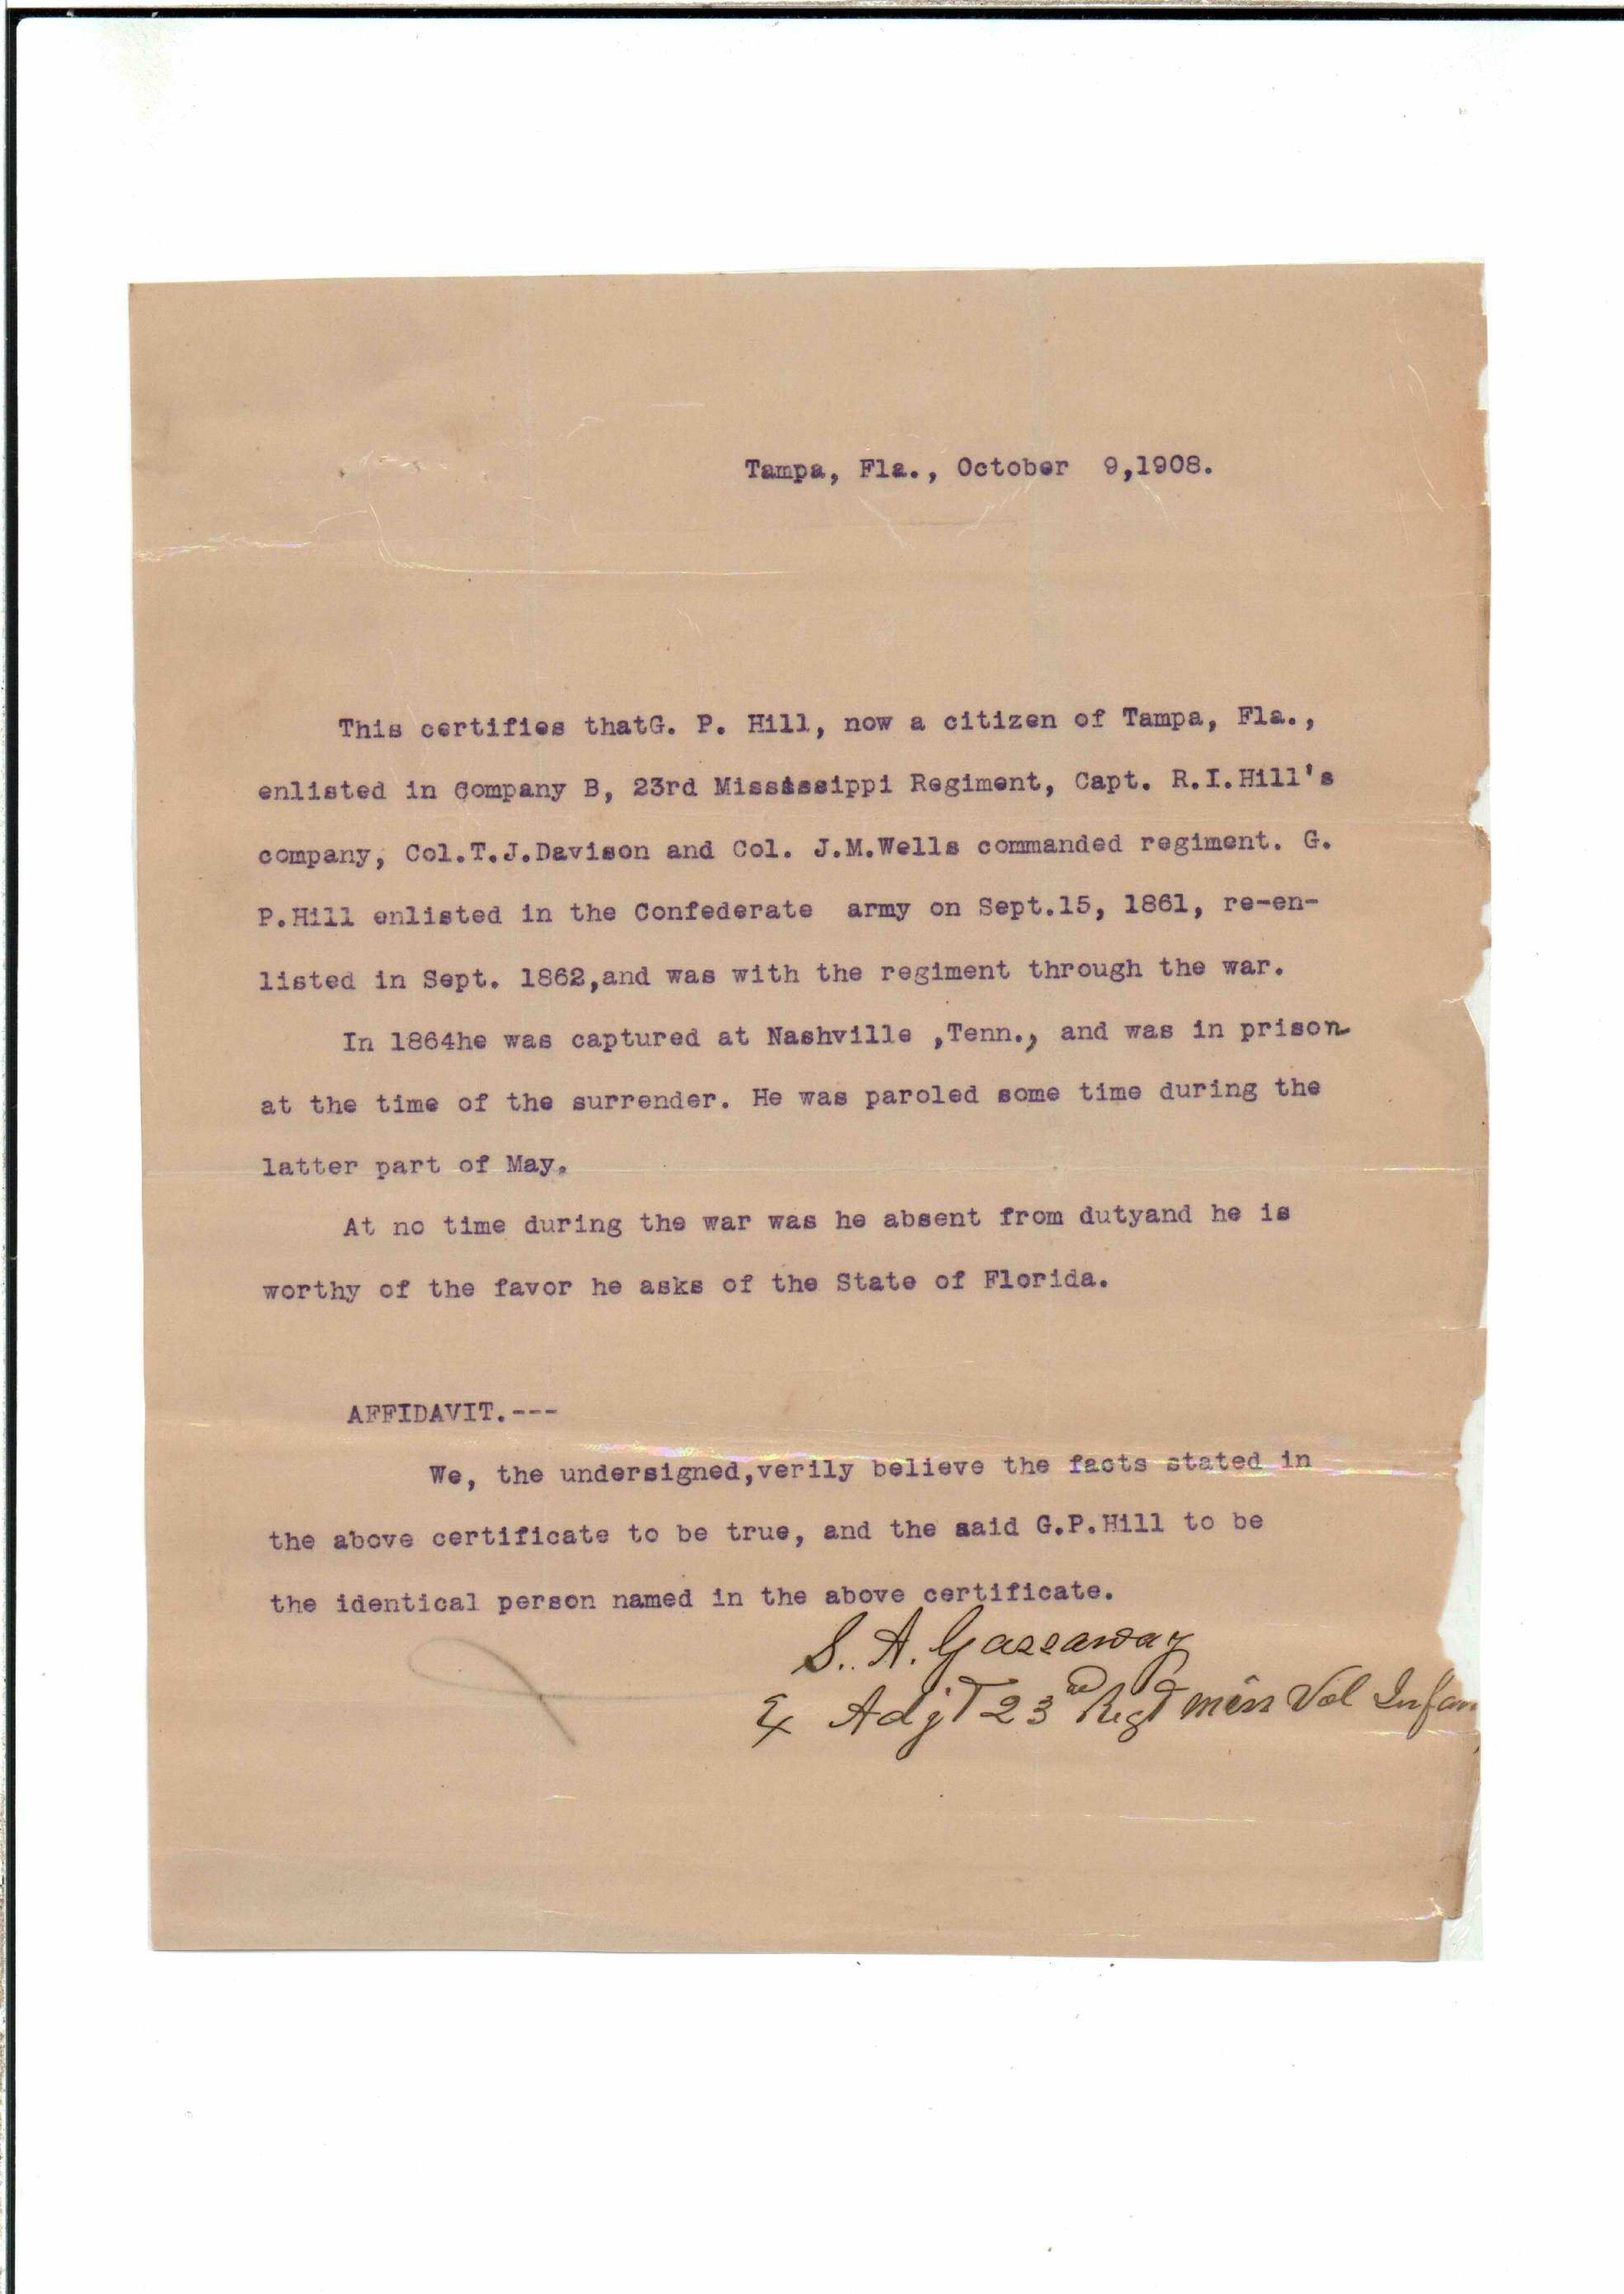 Tampa, Fla., October 9,1908.
This certifies thatG. P. Hill, now a citizen of Tampa, Fla.,
enlisted in Company B, 23rd Mississippi Regiment, Capt. R.I.Hill's
company, Col.T.J.Davison and Col. J.M.Wells commanded regiment. G.
P.Hill enlisted in the Confederate army on Sept.15, 1861, re-en-
listed in Sept. 1862,and was with the regiment through the war.
In 1864he was captured at Nashville ,Tenn., and was in prison
at the time of the surrender. He was paroled some time during the
latter part of May.
At no time during the war was he absent from dutyand he is
worthy of the favor he asks of the State of Florida.
AFFIDAVIT.---
We, the undersigned,verily believe the facts stated in
the above certificate to be true, and the said G.P.Hill to be
the identical person named in the above certificate.
S. A. Gassaway
Adjt 23rd Regt Miss Vol Infan